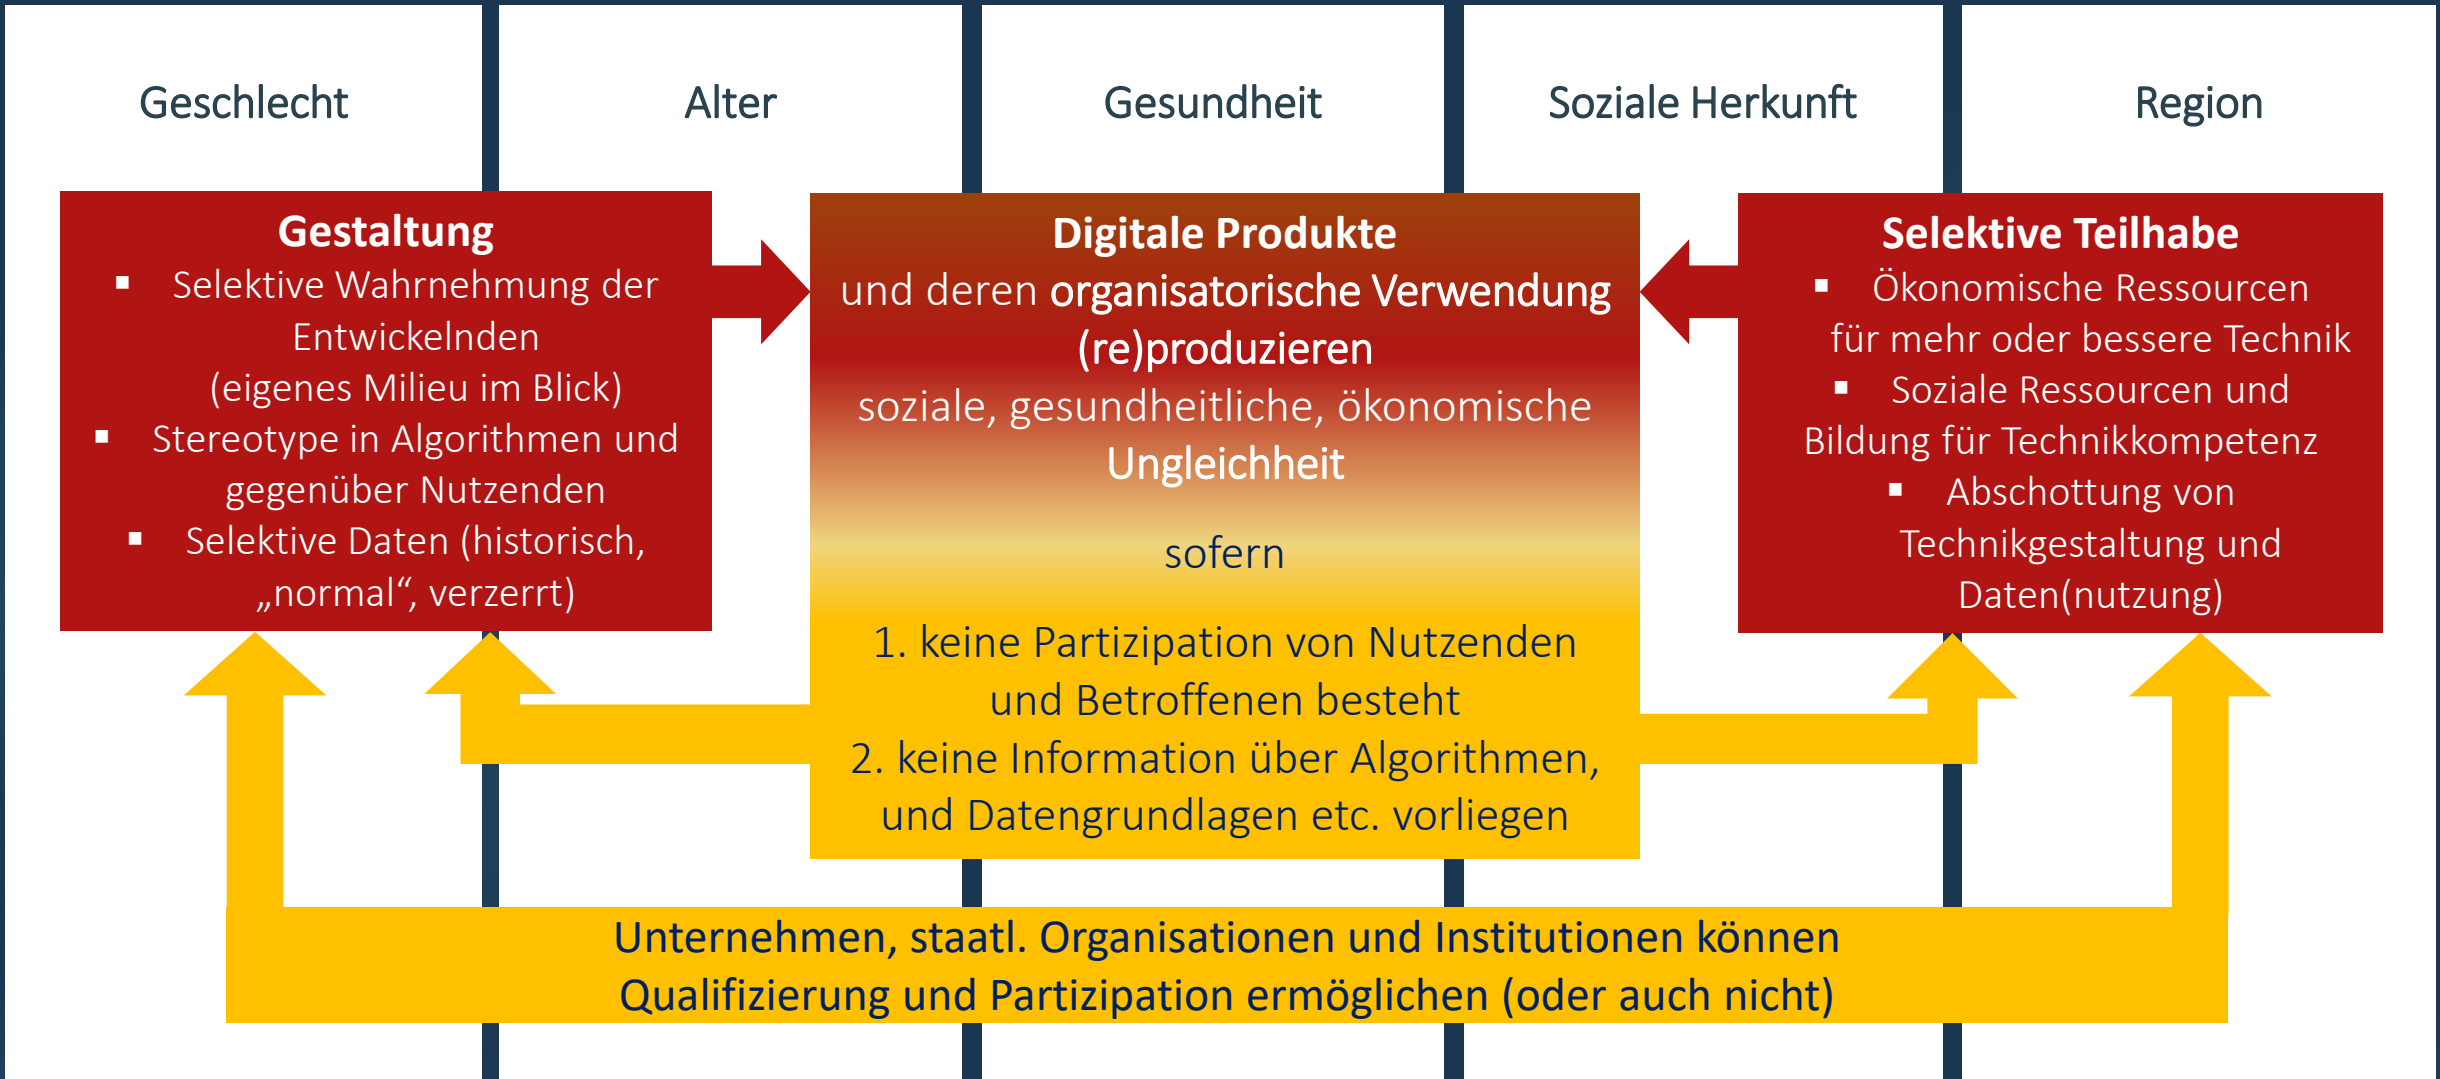 Geschlecht
Alter
Gesundheit
Soziale Herkunft
Region
Gestaltung
▪ Selektive Wahrnehmung der
Entwickelnden
(eigenes Milieu im Blick)
▪ Stereotype in Algorithmen und
gegenüber Nutzenden
▪ Selektive Daten (historisch,
„normal“, verzerrt)
Digitale Produkte
und deren organisatorische Verwendung
(re)produzieren
soziale, gesundheitliche, ökonomische
Ungleichheit
sofern
1. keine Partizipation von Nutzenden
und Betroffenen besteht
2. keine Information über Algorithmen,
und Datengrundlagen etc. vorliegen
Selektive Teilhabe
▪ Ökonomische Ressourcen
für mehr oder bessere Technik
▪ Soziale Ressourcen und
Bildung für Technikkompetenz
▪ Abschottung von
Technikgestaltung und
Daten(nutzung)
Unternehmen, staatl. Organisationen und Institutionen können
Qualifizierung und Partizipation ermöglichen (oder auch nicht)